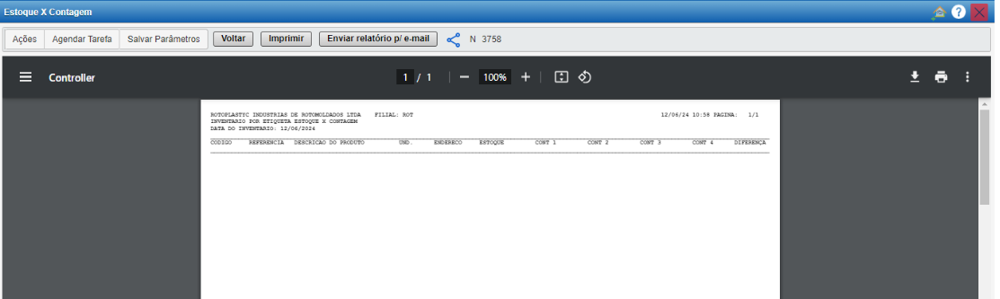 Estoque X Contagem
Ações Agendar Tarefa Salvar Parâmetros Voltar Imprimir Enviar relatório p/ e-mail N 3758
Controller 1 / 1 100%
ROTOPLASTYC INDUSTRIAS DE ROTOMOLDADOS LTDA FILIAL: ROT 12/06/24 10:58 PAGINA: 1/1
INVENTARIO POR ETIQUETA ESTOQUE X CONTAGEM
DATA DO INVENTARIO: 12/06/2024
CODIGO REFERENCIA DESCRICAO DO PRODUTO UND. ENDERECO ESTOQUE CONT 1 CONT 2 CONT 3 CONT 4 DIFERENÇA